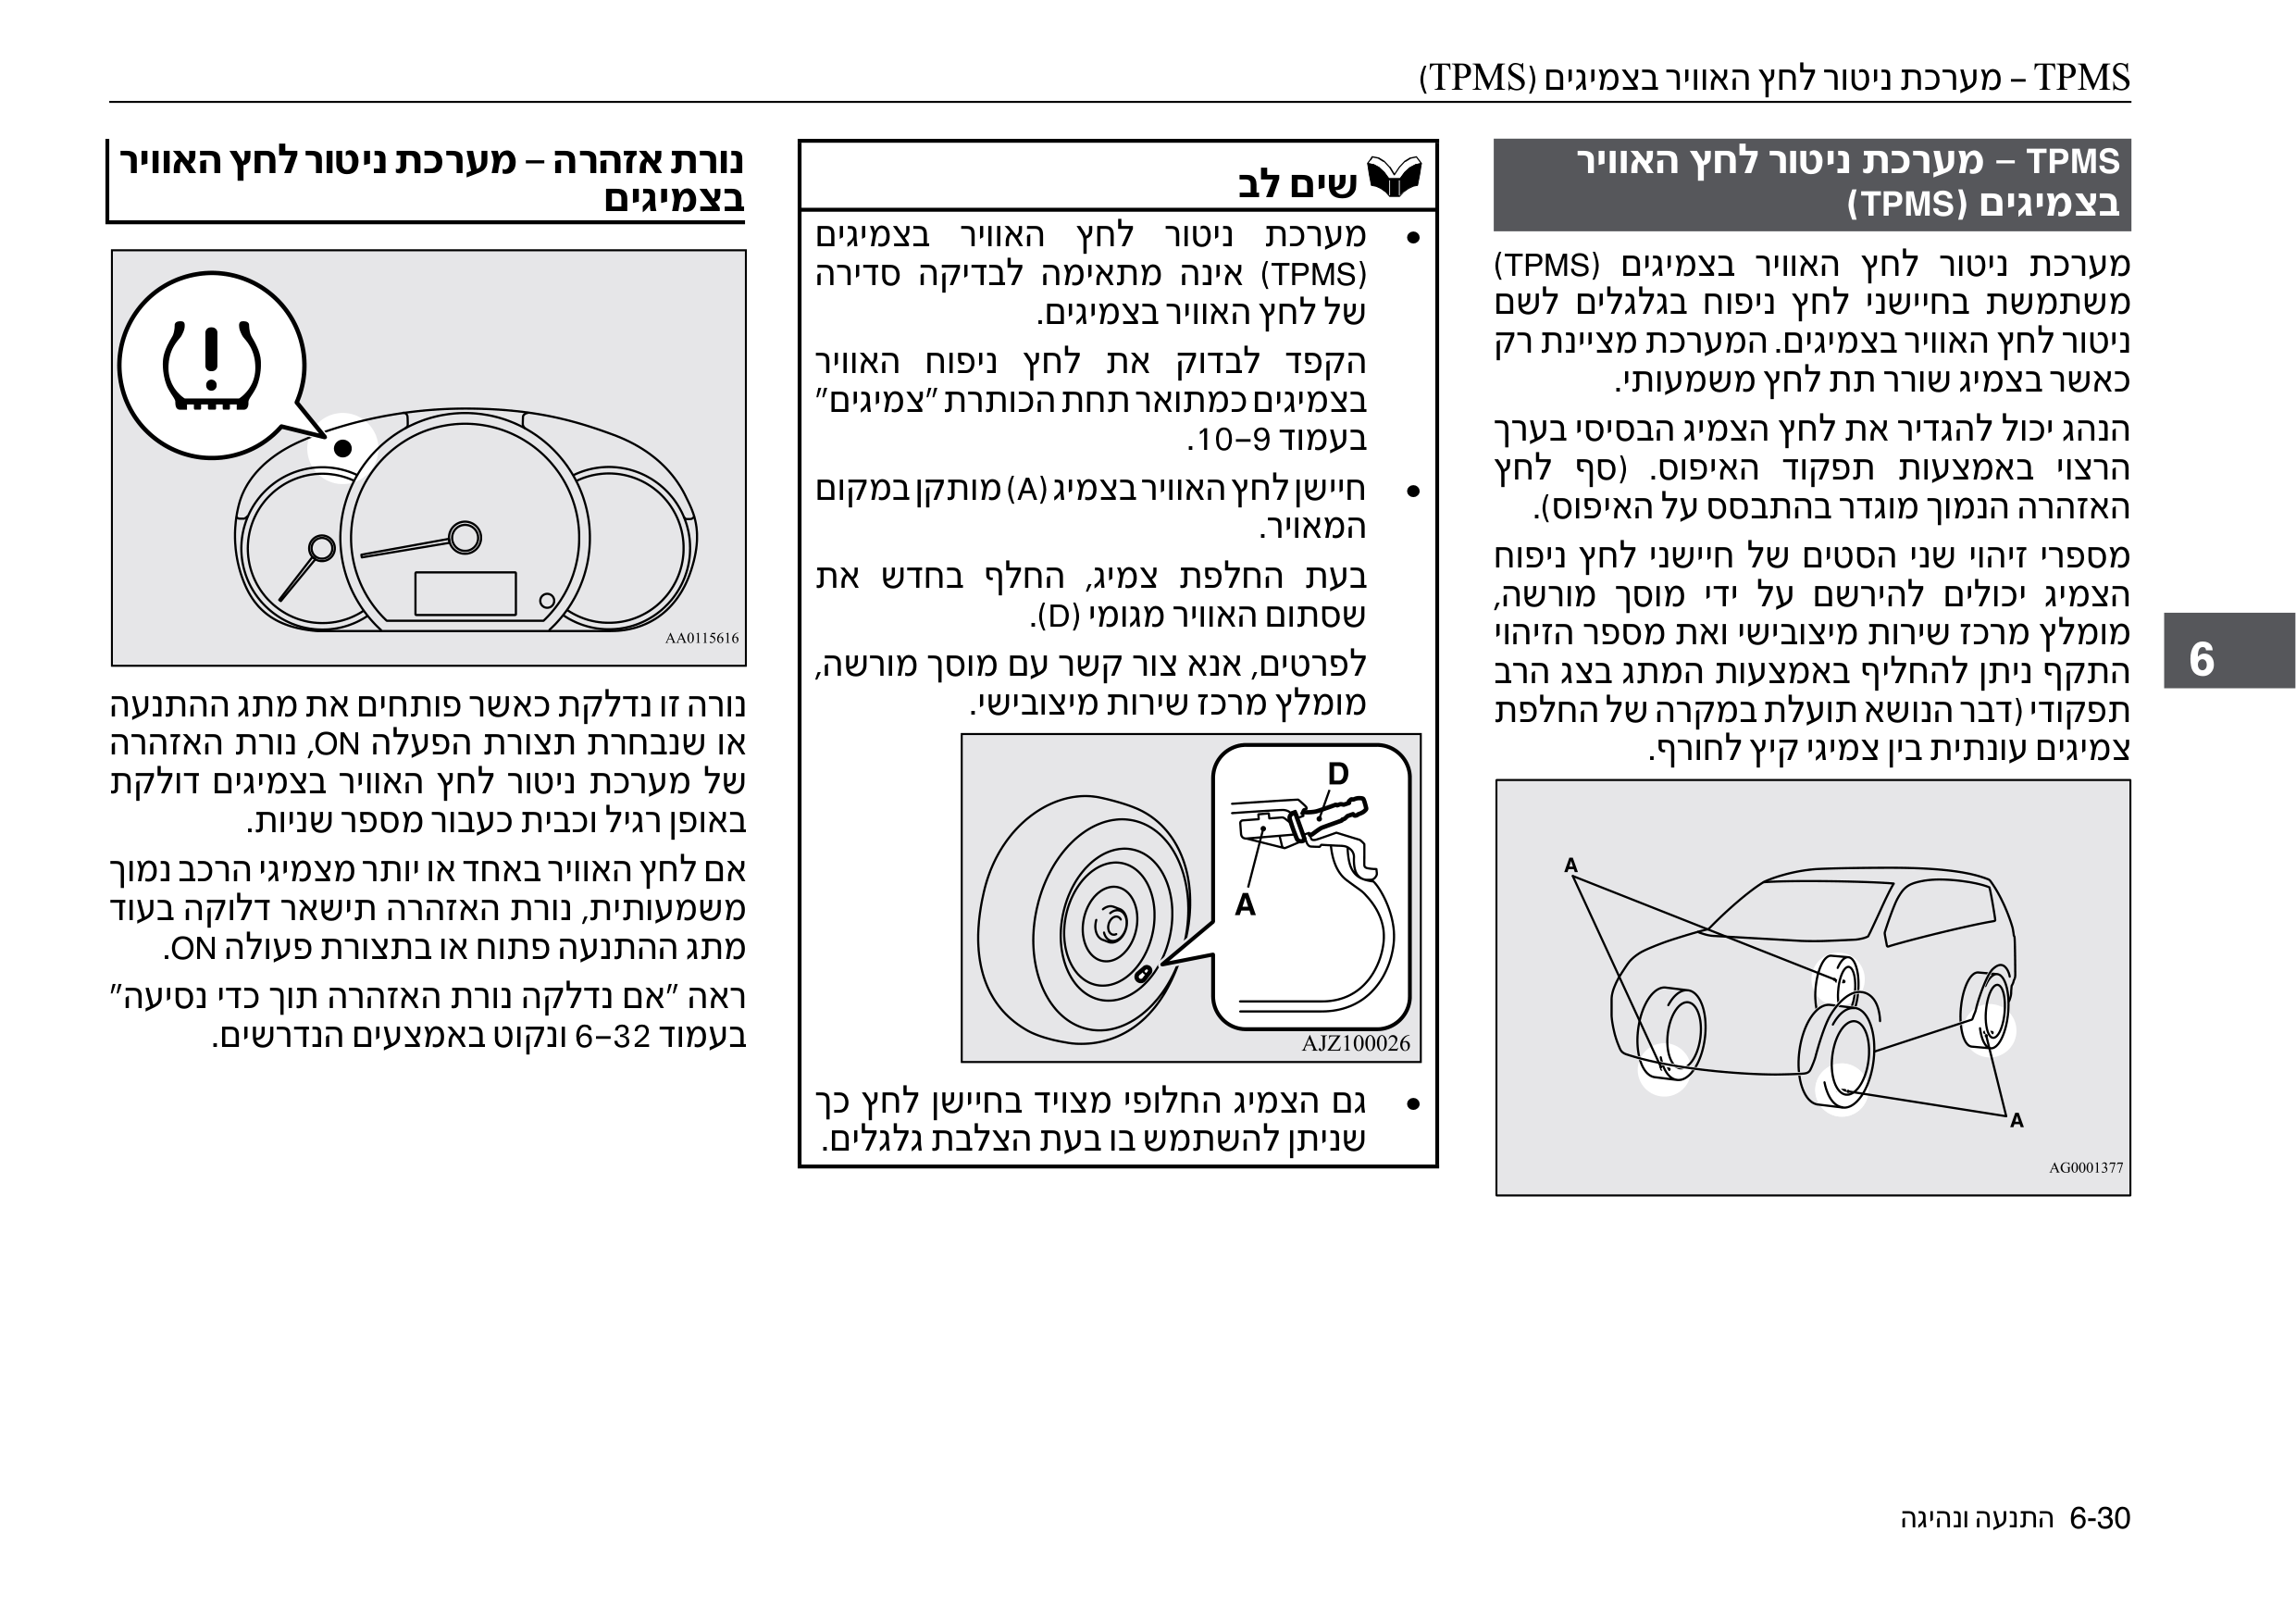 TPMS – מערכת ניטור לחץ האוויר בצמיגים (TPMS)
TPMS – מערכת ניטור לחץ האוויר
בצמיגים (TPMS)
מערכת ניטור לחץ האוויר בצמיגים (TPMS)
משתמשת בחיישני לחץ ניפוח בגלגלים לשם
ניטור לחץ האוויר בצמיגים. המערכת מציינת רק
כאשר בצמיג שורר תת לחץ משמעותי.
הנהג יכול להגדיר את לחץ הצמיג הבסיסי בערך
הרצוי באמצעות תפקוד האיפוס. (סף לחץ
האזהרה הנמוך מוגדר בהתבסס על האיפוס).
מספרי זיהוי שני הסטים של חיישני לחץ ניפוח
הצמיג יכולים להירשם על ידי מוסך מורשה,
מומלץ מרכז שירות מיצובישי ואת מספר הזיהוי
התקף ניתן להחליף באמצעות המתג בצג הרב
תפקודי (דבר הנושא תועלת במקרה של החלפת
צמיגים עונתית בין צמיגי קיץ לחורף.
A
A
AG0001377
שים לב
• מערכת ניטור לחץ האוויר בצמיגים
(TPMS) אינה מתאימה לבדיקה סדירה
של לחץ האוויר בצמיגים.
הקפד לבדוק את לחץ ניפוח האוויר
בצמיגים כמתואר תחת הכותרת "צמיגים"
בעמוד 10–9.
• חיישן לחץ האוויר בצמיג (A) מותקן במקום
המאויר.
בעת החלפת צמיג, החלף בחדש את
שסתום האוויר מגומי (D).
לפרטים, אנא צור קשר עם מוסך מורשה,
מומלץ מרכז שירות מיצובישי.
D
A
AJZ100026
• גם הצמיג החלופי מצויד בחיישן לחץ כך
שניתן להשתמש בו בעת הצלבת גלגלים.
נורת אזהרה – מערכת ניטור לחץ האוויר
בצמיגים
AA0115616
נורה זו נדלקת כאשר פותחים את מתג ההתנעה
או שנבחרת תצורת הפעלה ON, נורת האזהרה
של מערכת ניטור לחץ האוויר בצמיגים דולקת
באופן רגיל וכבית כעבור מספר שניות.
אם לחץ האוויר באחד או יותר מצמיגי הרכב נמוך
משמעותית, נורת האזהרה תישאר דלוקה בעוד
מתג ההתנעה פתוח או בתצורת פעולה ON.
ראה "אם נדלקה נורת האזהרה תוך כדי נסיעה"
בעמוד 6–32 ונקוט באמצעים הנדרשים.
6
6-30 התנעה ונהיגה